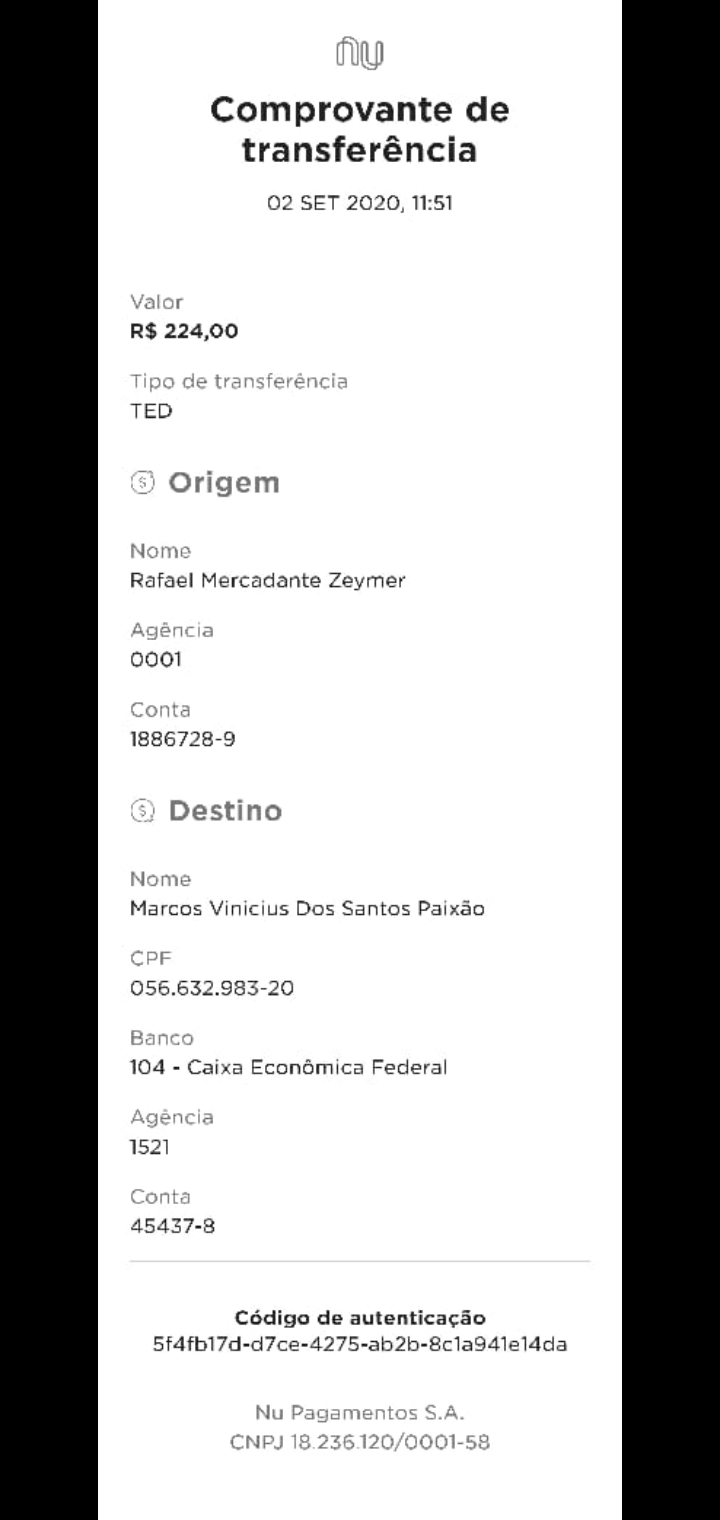 nu
Comprovante de
transferência
02 SET 2020, 11:51
Valor
R$ 224,00
Tipo de transferência
TED
Origem
Nome
Rafael Mercadante Zeymer
Agência
0001
Conta
1886728-9
Destino
Nome
Marcos Vinicius Dos Santos Paixão
CPF
056.632.983-20
Banco
104 - Caixa Econômica Federal
Agência
1521
Conta
45437-8
Código de autenticação
5f4fb17d-d7ce-4275-ab2b-8c1a941e14da
Nu Pagamentos S.A.
CNPJ 18.236.120/0001-58